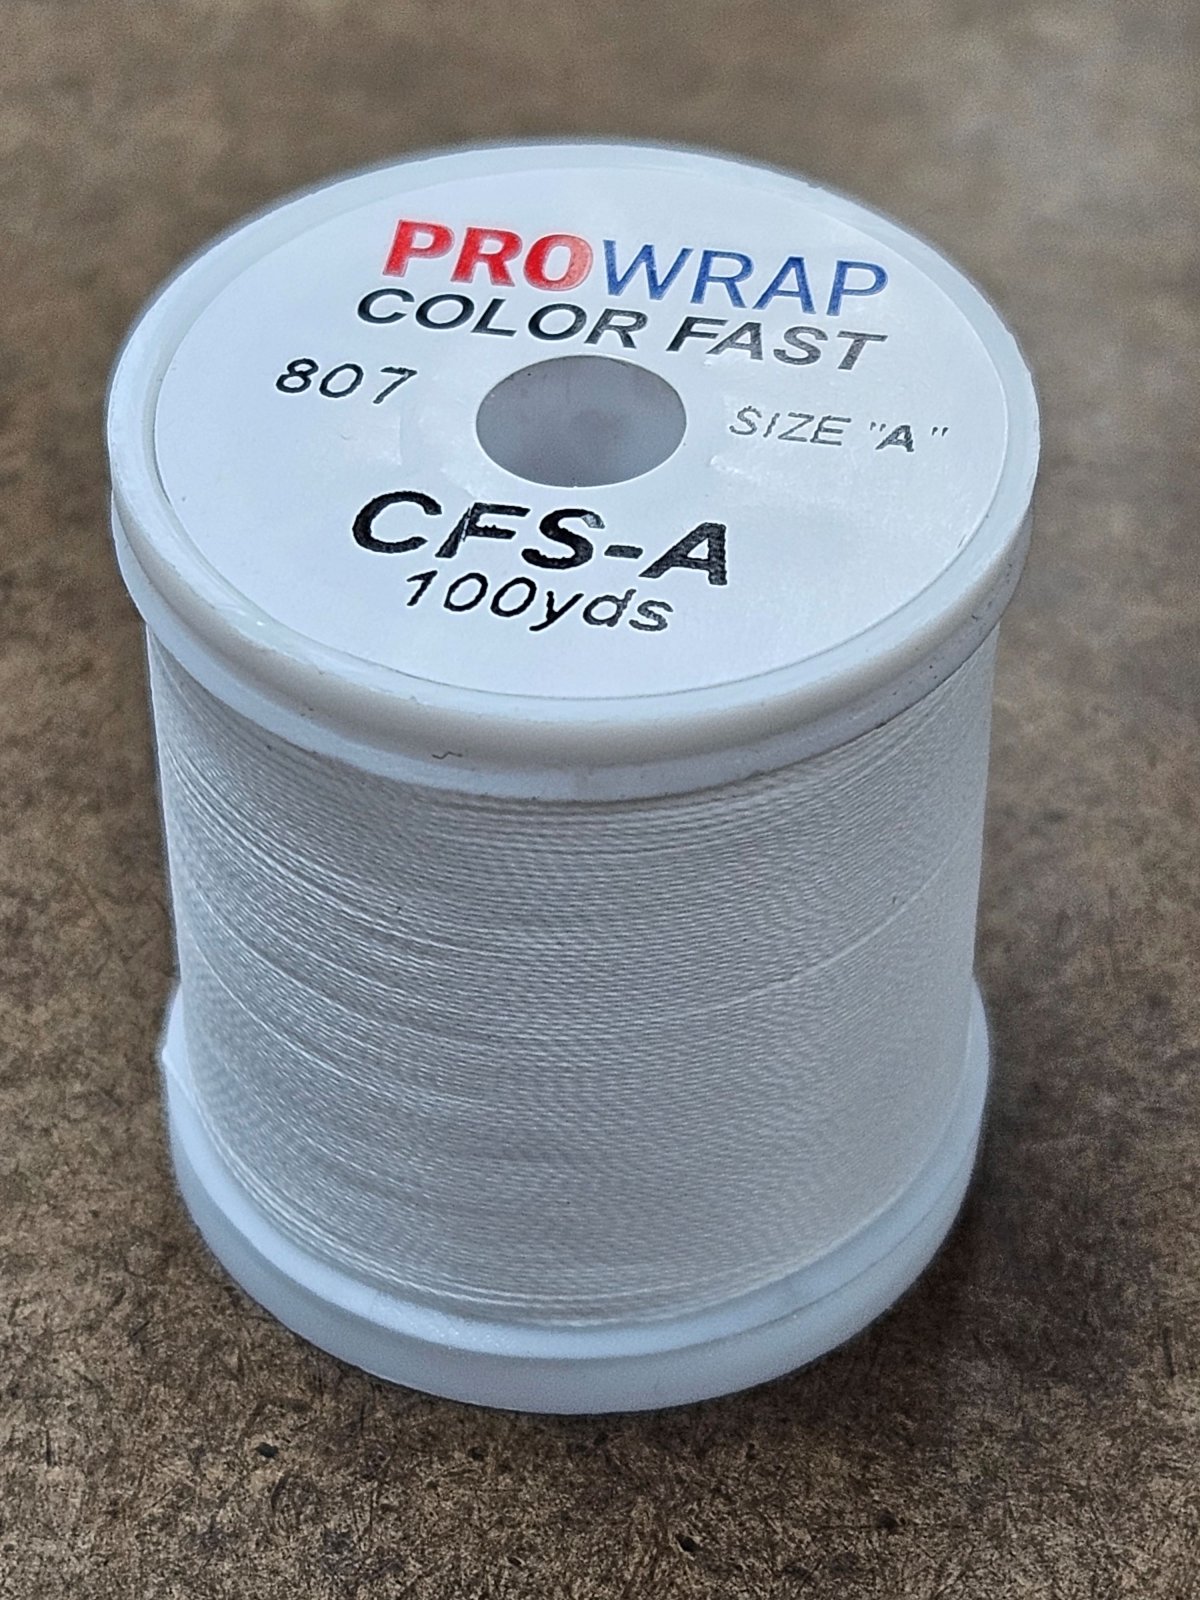 PROWRAP
COLOR FAST
807
SIZE "A"
CFS-A
100yds